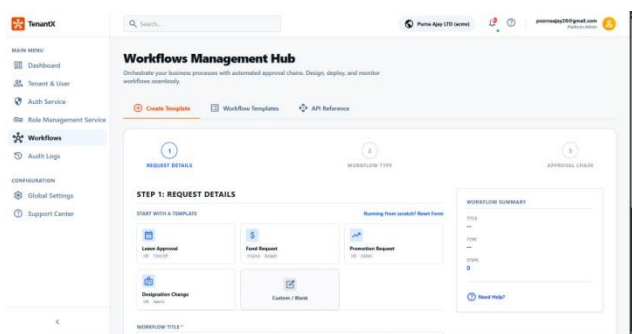 TenantX
Search...
Purna Ajay LTD (acme)
poornaajay20@gmail.com
Platform Admin
MAIN MENU
Dashboard
Tenant & User
Auth Service
Role Management Service
Workflows
Audit Logs
CONFIGURATION
Global Settings
Support Center
Workflows Management Hub
Orchestrate your business processes with automated approval chains. Design, deploy, and monitor
workflows seamlessly.
Create Template
Workflow Templates
API Reference
1
REQUEST DETAILS
2
WORKFLOW TYPE
3
APPROVAL CHAIN
STEP 1: REQUEST DETAILS
START WITH A TEMPLATE
Running from scratch? Reset Form
Leave Approval
HR Time Off
Fund Request
Finance Budget
Promotion Request
HR Career
Designation Change
HR
Custom / Blank
WORKFLOW TITLE *
WORKFLOW SUMMARY
TITLE
--
TYPE
--
STEPS
0
Need Help?